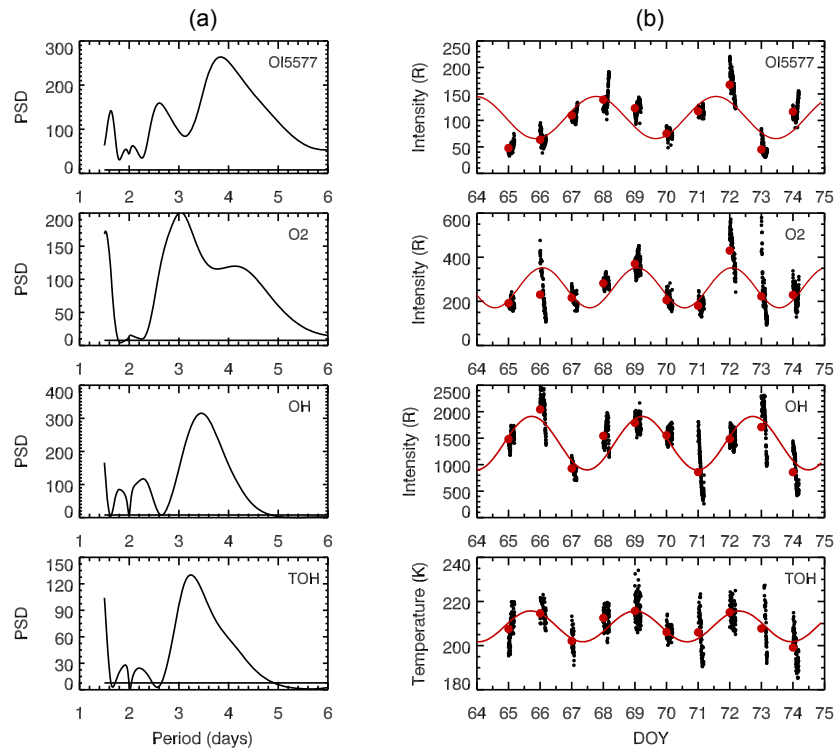 (a) (b)
300 OI5577
200
100
0
PSD
1 2 3 4 5 6
250 OI5577
200
150
100
50
0
Intensity (R)
64 65 66 67 68 69 70 71 72 73 74 75
200 O2
150
100
50
0
PSD
1 2 3 4 5 6
600 O2
400
200
0
Intensity (R)
64 65 66 67 68 69 70 71 72 73 74 75
400 OH
300
200
100
0
PSD
1 2 3 4 5 6
2500 OH
2000
1500
1000
500
0
Intensity (R)
64 65 66 67 68 69 70 71 72 73 74 75
150 TOH
120
90
60
30
0
PSD
1 2 3 4 5 6
Period (days)
240 TOH
220
200
180
Temperature (K)
64 65 66 67 68 69 70 71 72 73 74 75
DOY